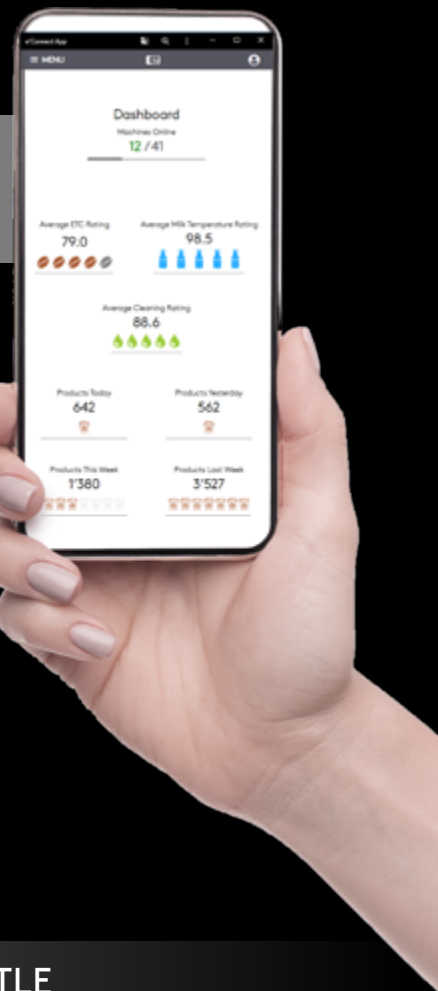 e'Connect App
MENU
Dashboard
Machines Online
12 / 41
Average ETC Rating
79.0
Average Milk Temperature Rating
98.5
Average Cleaning Rating
88.6
Products Today
642
Products Yesterday
562
Products This Week
1'380
Products Last Week
3'527
TLE